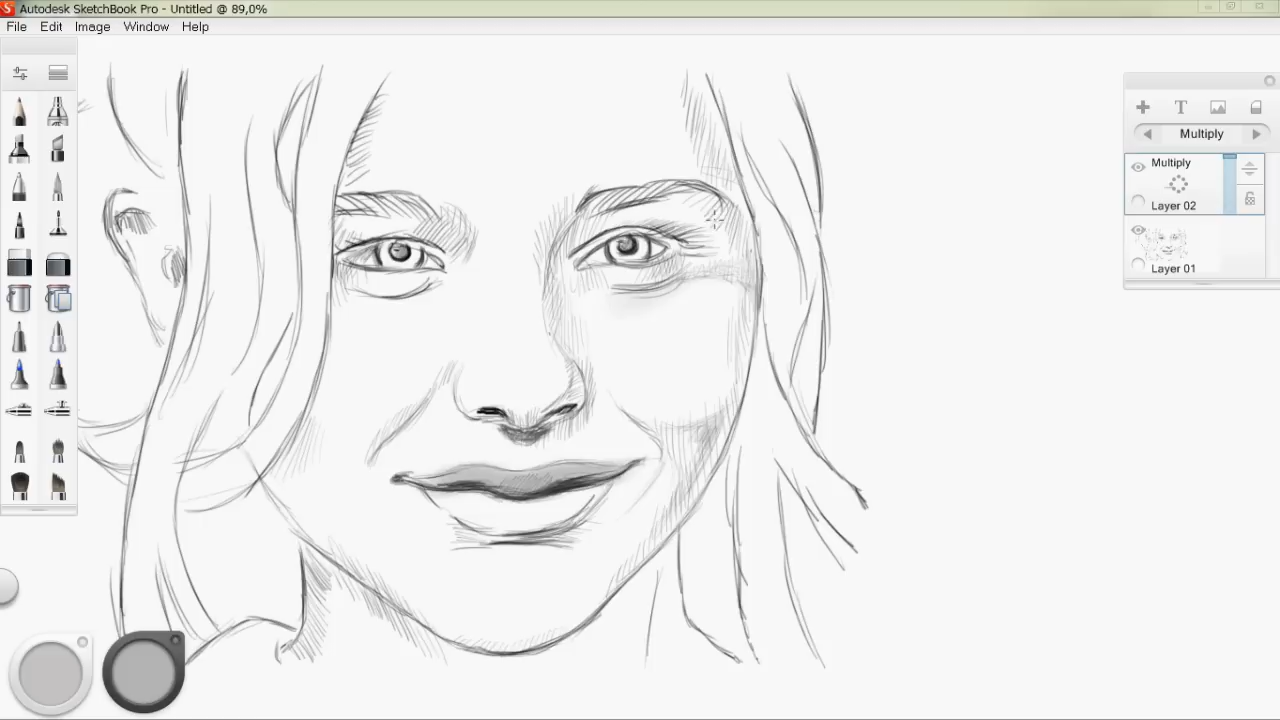 Autodesk SketchBook Pro - Untitled @ 89,0%
File Edit Image Window Help
T
Multiply
Multiply
Layer 02
Layer 01